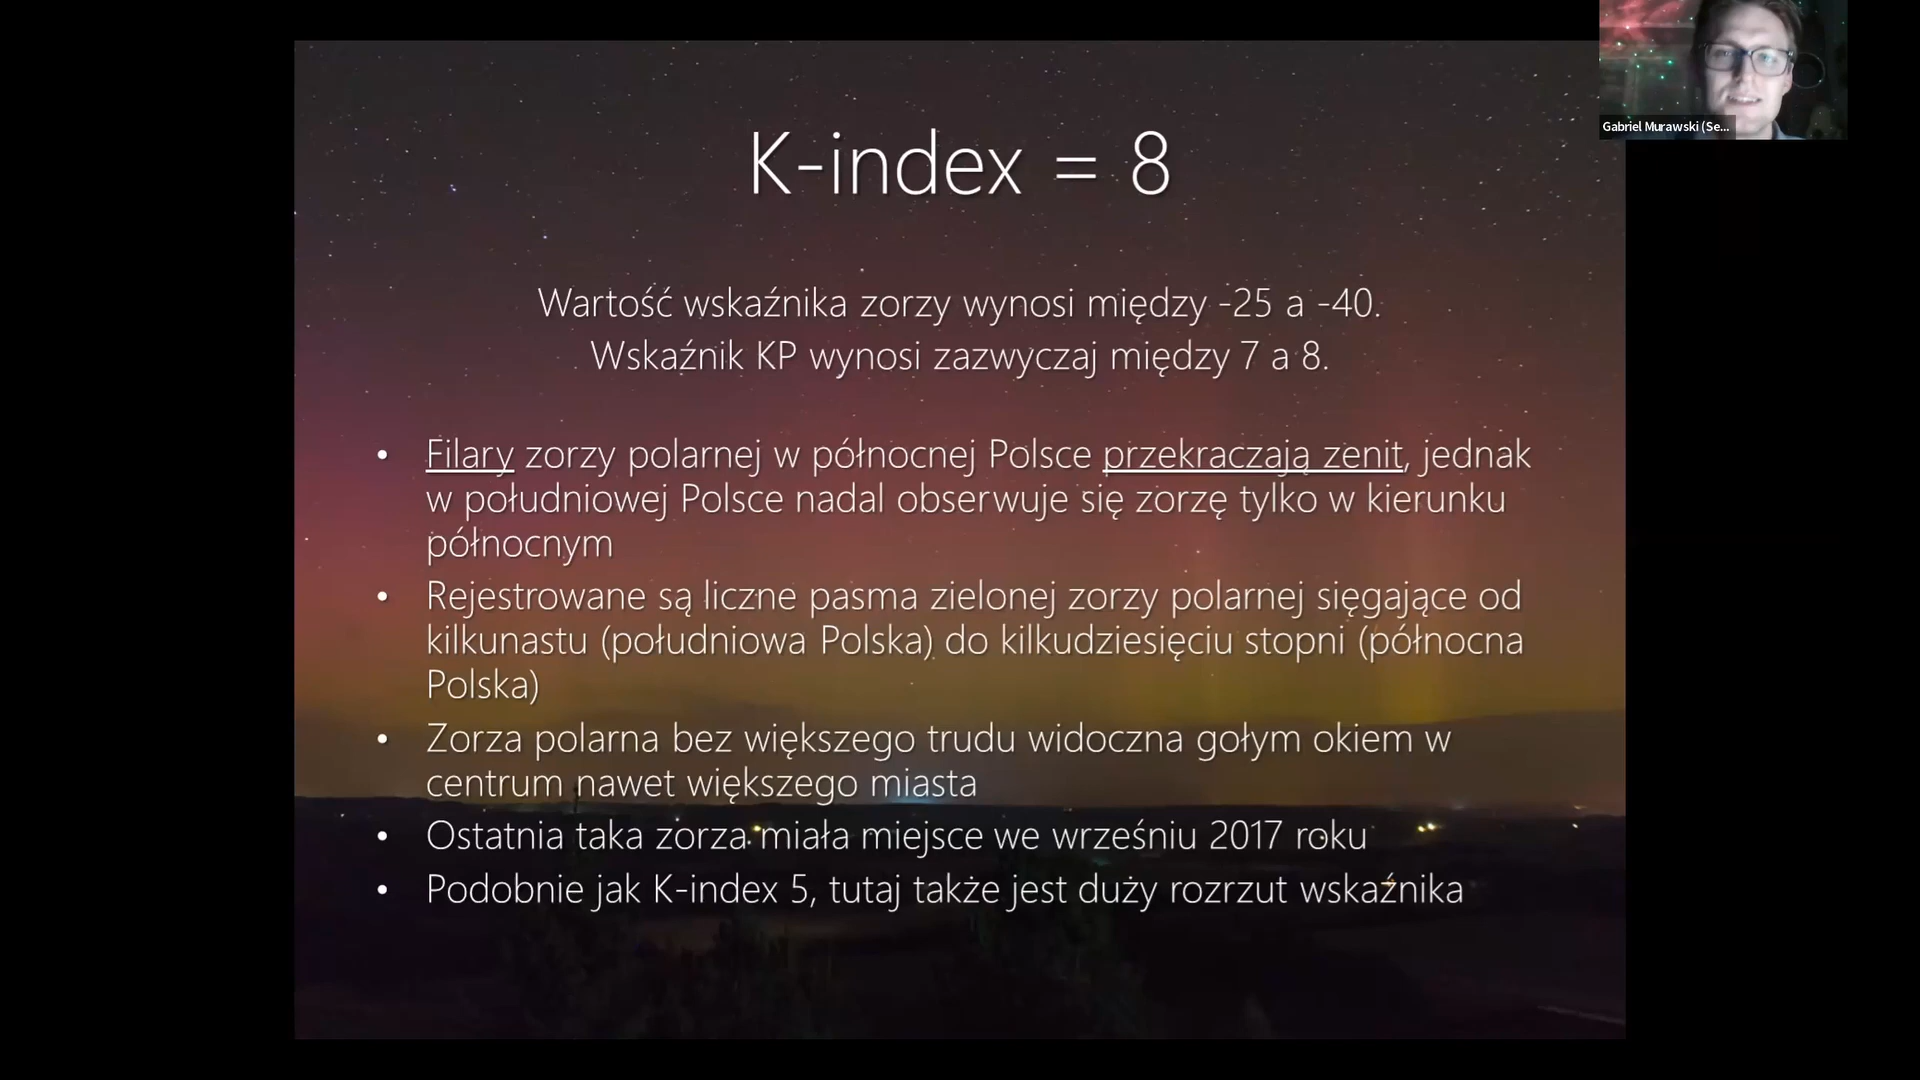 K-index = 8
Wartość wskaźnika zorzy wynosi między -25 a -40.
Wskaźnik KP wynosi zazwyczaj między 7 a 8.
• Filary zorzy polarnej w północnej Polsce przekraczają zenit, jednak
w południowej Polsce nadal obserwuje się zorzę tylko w kierunku
północnym
• Rejestrowane są liczne pasma zielonej zorzy polarnej sięgające od
kilkunastu (południowa Polska) do kilkudziesięciu stopni (północna
Polska)
• Zorza polarna bez większego trudu widoczna gołym okiem w
centrum nawet większego miasta
• Ostatnia taka zorza miała miejsce we wrześniu 2017 roku
• Podobnie jak K-index 5, tutaj także jest duży rozrzut wskaźnika
Gabriel Murawski (Se...